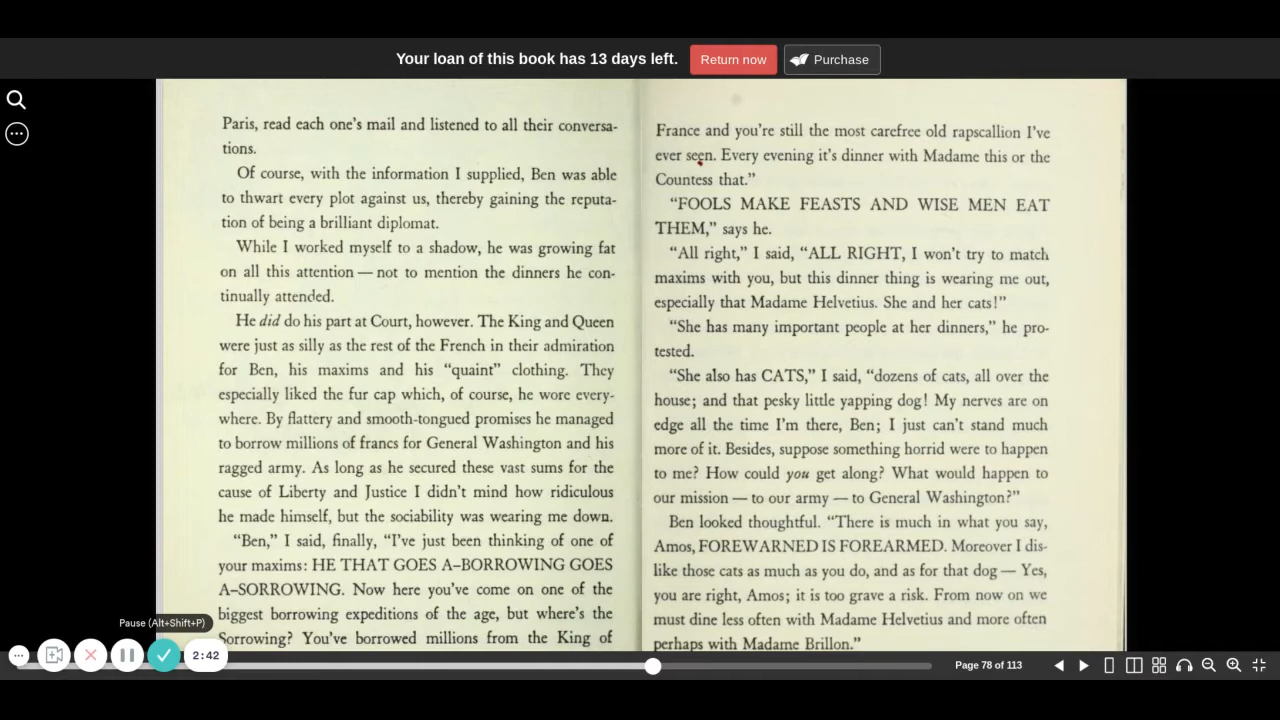 Your loan of this book has 13 days left.
Return now
Purchase
Paris, read each one's mail and listened to all their conversa-
tions.
Of course, with the information I supplied, Ben was able
to thwart every plot against us, thereby gaining the reputa-
tion of being a brilliant diplomat.
While I worked myself to a shadow, he was growing fat
on all this attention — not to mention the dinners he con-
tinually attended.
He did do his part at Court, however. The King and Queen
were just as silly as the rest of the French in their admiration
for Ben, his maxims and his “quaint” clothing. They
especially liked the fur cap which, of course, he wore every-
where. By flattery and smooth-tongued promises he managed
to borrow millions of francs for General Washington and his
ragged army. As long as he secured these vast sums for the
cause of Liberty and Justice I didn't mind how ridiculous
he made himself, but the sociability was wearing me down.
“Ben,” I said, finally, “I've just been thinking of one of
your maxims: HE THAT GOES A–BORROWING GOES
A–SORROWING. Now here you've come on one of the
biggest borrowing expeditions of the age, but where's the
Sorrowing? You've borrowed millions from the King of
France and you're still the most carefree old rapscallion I've
ever seen. Every evening it's dinner with Madame this or the
Countess that.”
“FOOLS MAKE FEASTS AND WISE MEN EAT
THEM,” says he.
“All right,” I said, “ALL RIGHT, I won't try to match
maxims with you, but this dinner thing is wearing me out,
especially that Madame Helvetius. She and her cats!”
“She has many important people at her dinners,” he pro-
tested.
“She also has CATS,” I said, “dozens of cats, all over the
house; and that pesky little yapping dog! My nerves are on
edge all the time I'm there, Ben; I just can't stand much
more of it. Besides, suppose something horrid were to happen
to me? How could you get along? What would happen to
our mission — to our army — to General Washington?”
Ben looked thoughtful. “There is much in what you say,
Amos, FOREWARNED IS FOREARMED. Moreover I dis-
like those cats as much as you do, and as for that dog — Yes,
you are right, Amos; it is too grave a risk. From now on we
must dine less often with Madame Helvetius and more often
perhaps with Madame Brillon.”
Pause (Alt+Shift+P)
2:42
Page 78 of 113